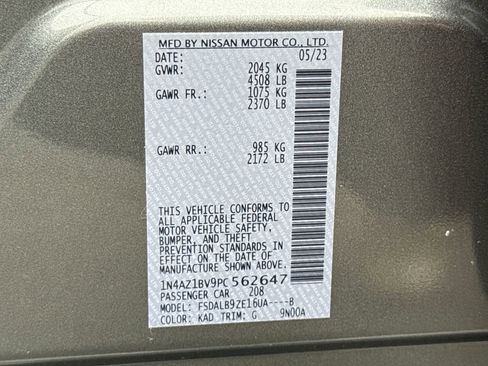 MFD BY NISSAN MOTOR CO., LTD.
DATE: 05/23
GVWR: 2045 KG
4508 LB
GAWR FR.: 1075 KG
2370 LB
GAWR RR.: 985 KG
2172 LB
THIS VEHICLE CONFORMS TO
ALL APPLICABLE FEDERAL
MOTOR VEHICLE SAFETY,
BUMPER, AND THEFT
PREVENTION STANDARDS IN
EFFECT ON THE DATE OF
MANUFACTURE SHOWN ABOVE.
1N4AZ1BV9PC562647
PASSENGER CAR 208
MODEL: FSDALB9ZE16UA----B
COLOR: KAD TRIM: G 9N00A